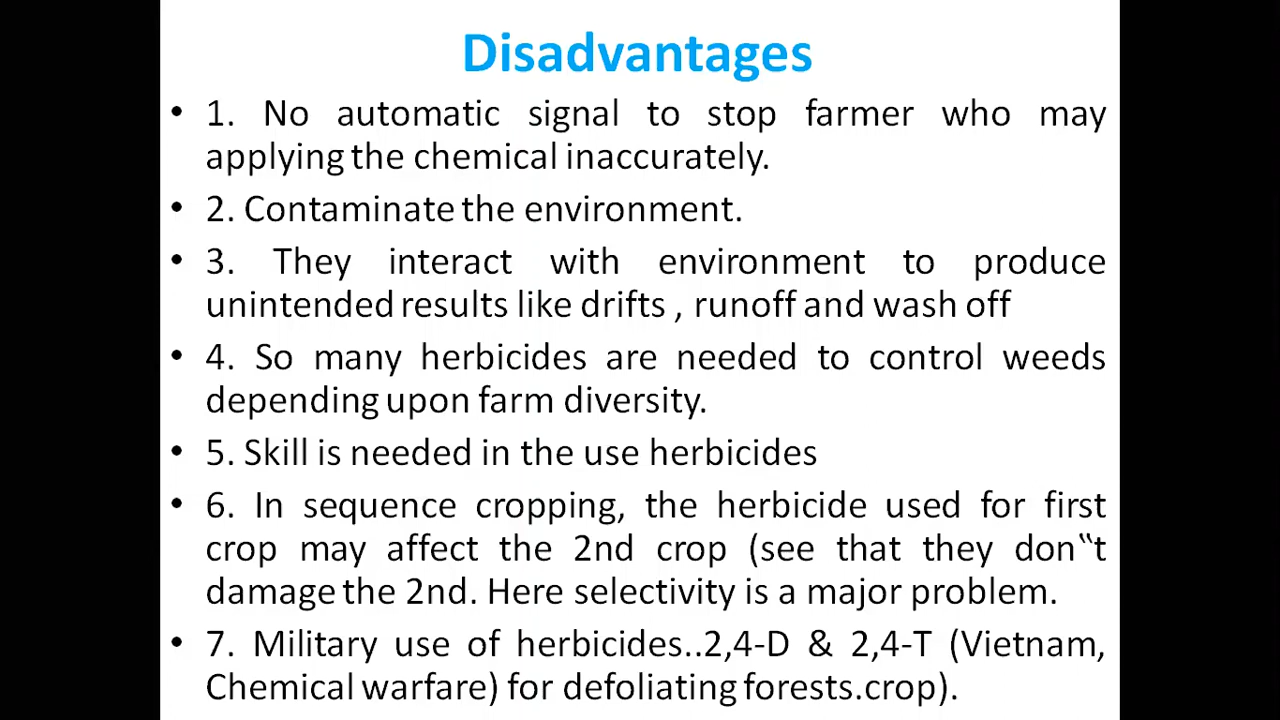 Disadvantages
• 1. No automatic signal to stop farmer who may
applying the chemical inaccurately.
• 2. Contaminate the environment.
• 3. They interact with environment to produce
unintended results like drifts , runoff and wash off
• 4. So many herbicides are needed to control weeds
depending upon farm diversity.
• 5. Skill is needed in the use herbicides
• 6. In sequence cropping, the herbicide used for first
crop may affect the 2nd crop (see that they don‟t
damage the 2nd. Here selectivity is a major problem.
• 7. Military use of herbicides..2,4-D & 2,4-T (Vietnam,
Chemical warfare) for defoliating forests.crop).